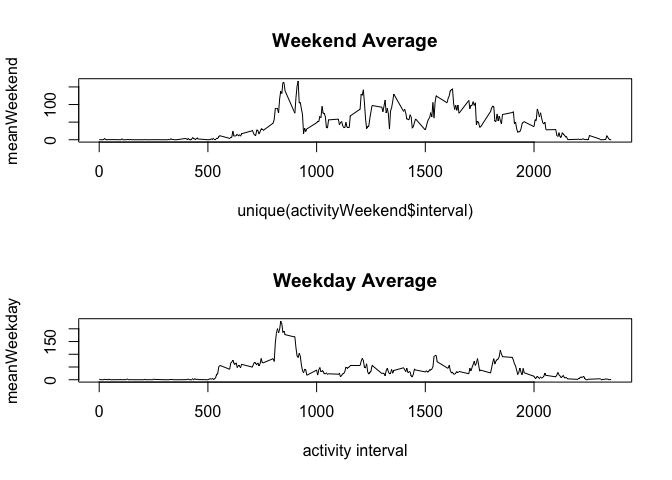 Weekend Average
meanWeekend
100
0
0 500 1000 1500 2000
unique(activityWeekend$interval)
Weekday Average
meanWeekday
150
0
0 500 1000 1500 2000
activity interval